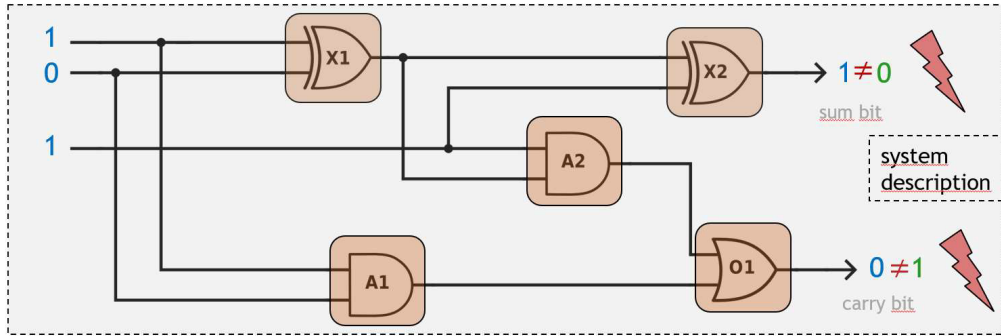 1
0
1
X1
X2
A2
A1
O1
1≠0
sum bit
system
description
0≠1
carry bit